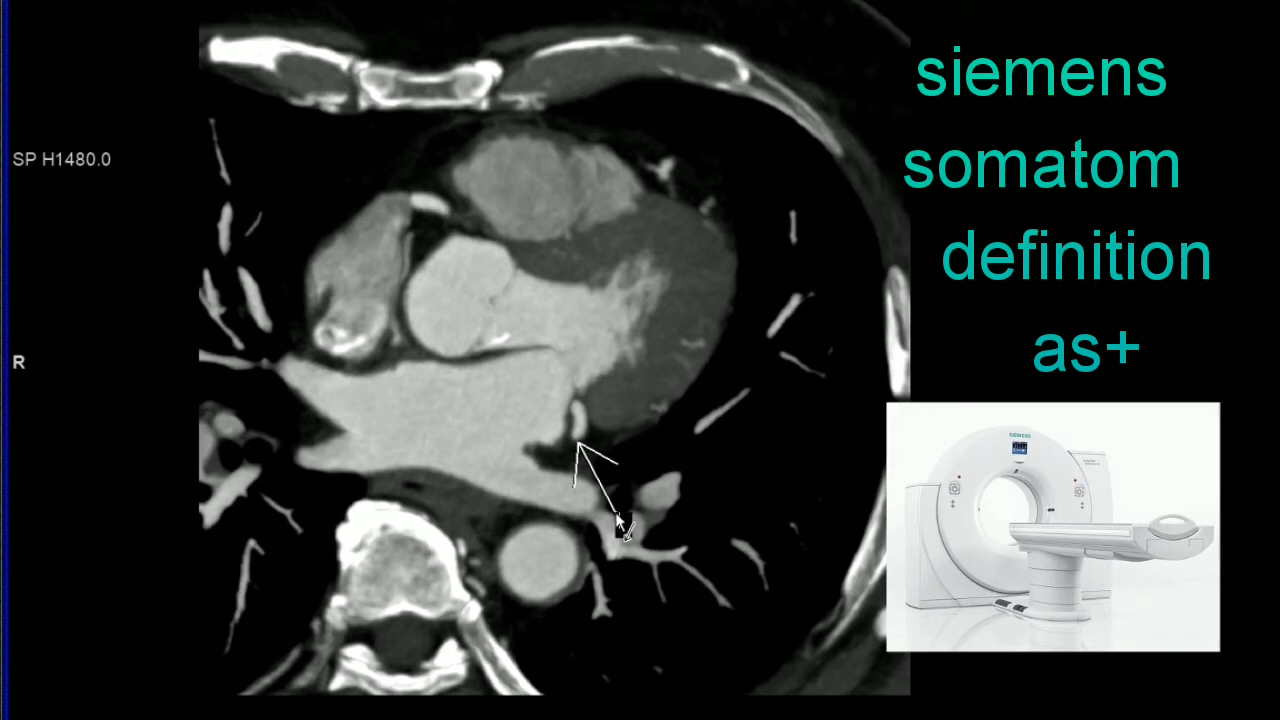 siemens
somatom
definition
as+
SP H1480.0
R
SIEMENS